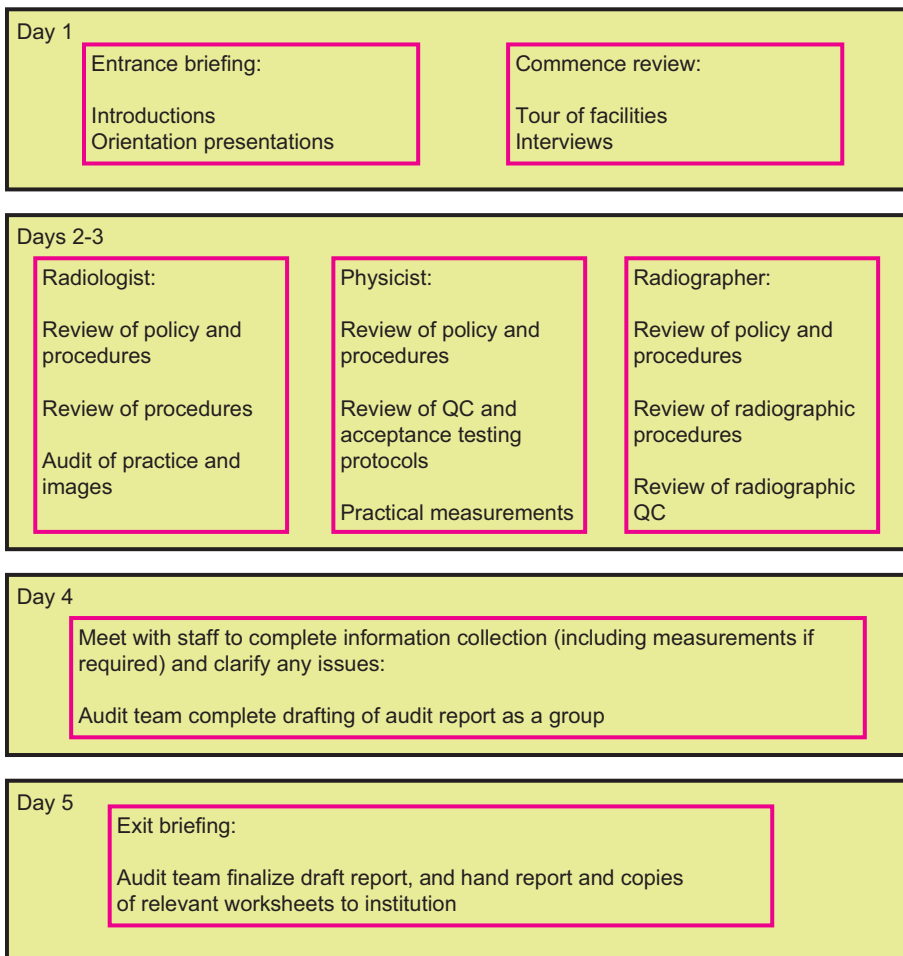 Day 1
Entrance briefing:
Introductions
Orientation presentations
Commence review:
Tour of facilities
Interviews
Days 2-3
Radiologist:
Review of policy and
procedures
Review of procedures
Audit of practice and
images
Physicist:
Review of policy and
procedures
Review of QC and
acceptance testing
protocols
Practical measurements
Radiographer:
Review of policy and
procedures
Review of radiographic
procedures
Review of radiographic
QC
Day 4
Meet with staff to complete information collection (including measurements if
required) and clarify any issues:
Audit team complete drafting of audit report as a group
Day 5
Exit briefing:
Audit team finalize draft report, and hand report and copies
of relevant worksheets to institution